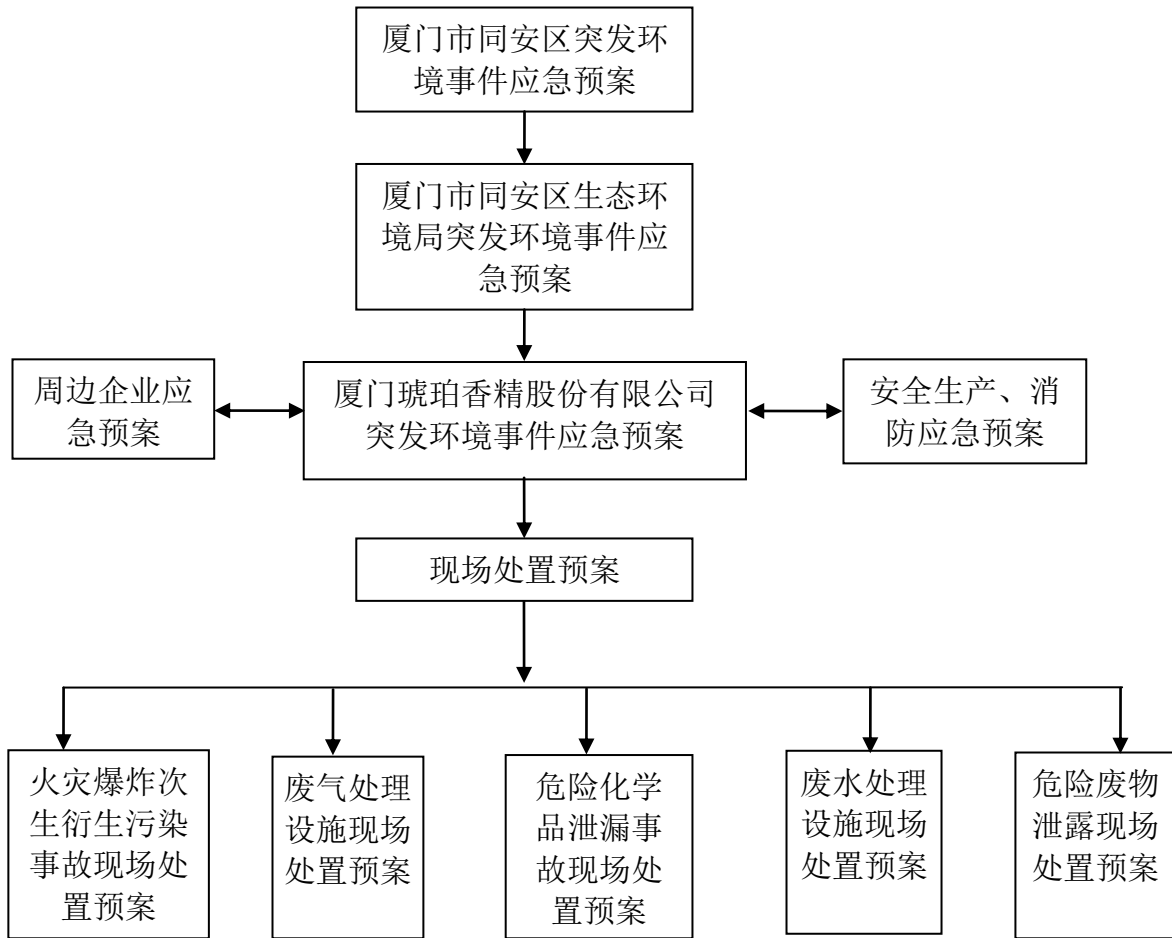 厦门市同安区突发环
境事件应急预案
厦门市同安区生态环
境局突发环境事件应
急预案
周边企业应
急预案
厦门琥珀香精股份有限公司
突发环境事件应急预案
安全生产、消
防应急预案
现场处置预案
火灾爆炸次
生衍生污染
事故现场处
置预案
废气处理
设施现场
处置预案
危险化学
品泄漏事
故现场处
置预案
废水处理
设施现场
处置预案
危险废物
泄露现场
处置预案